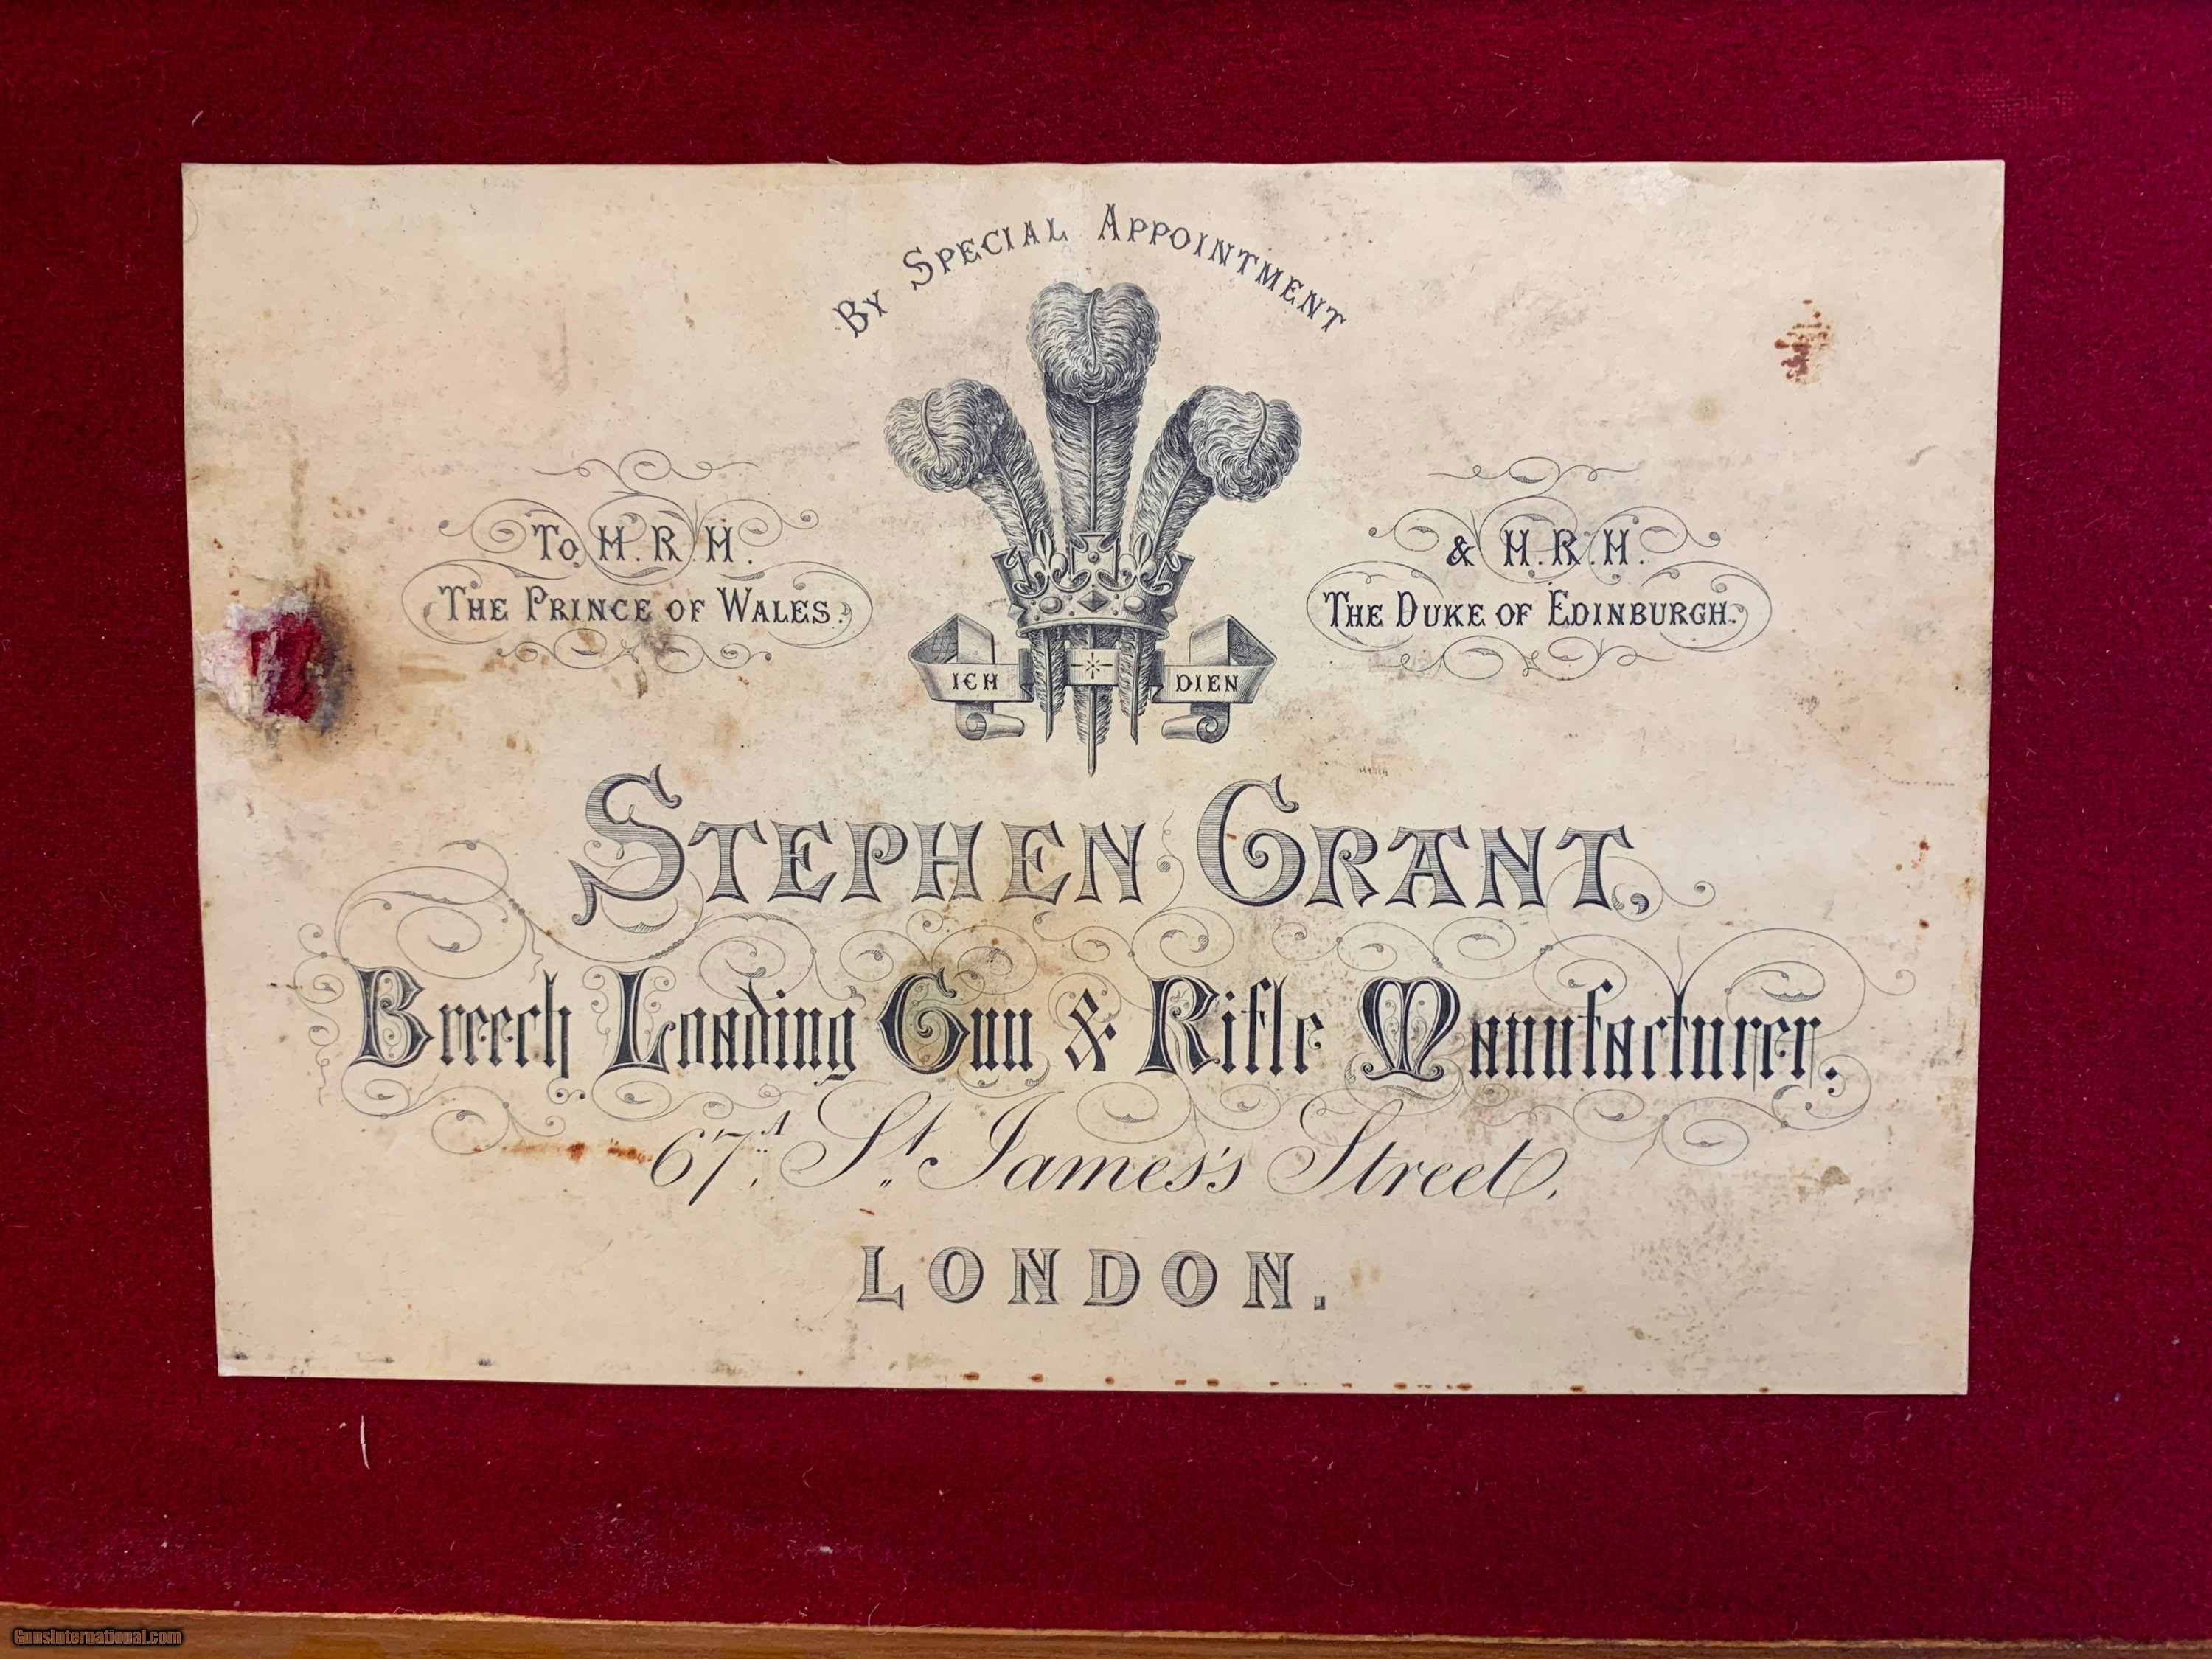 By Special Appointment
To H.R.H.
The Prince of Wales.
& H.R.H.
The Duke of Edinburgh.
ICH DIEN
Stephen Grant,
Breech Loading Gun & Rifle Manufacturer.
67A, St. James's Street,
LONDON.
GunsInternational.com